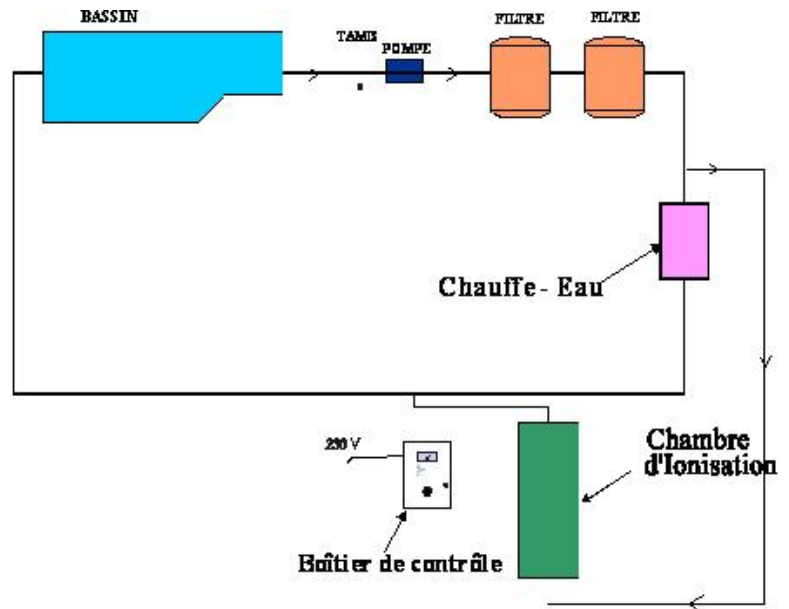 BASSIN
TAMIS
POMPE
FILTRE
FILTRE
Chauffe - Eau
230 V
Chambre
d'Ionisation
Boîtier de contrôle